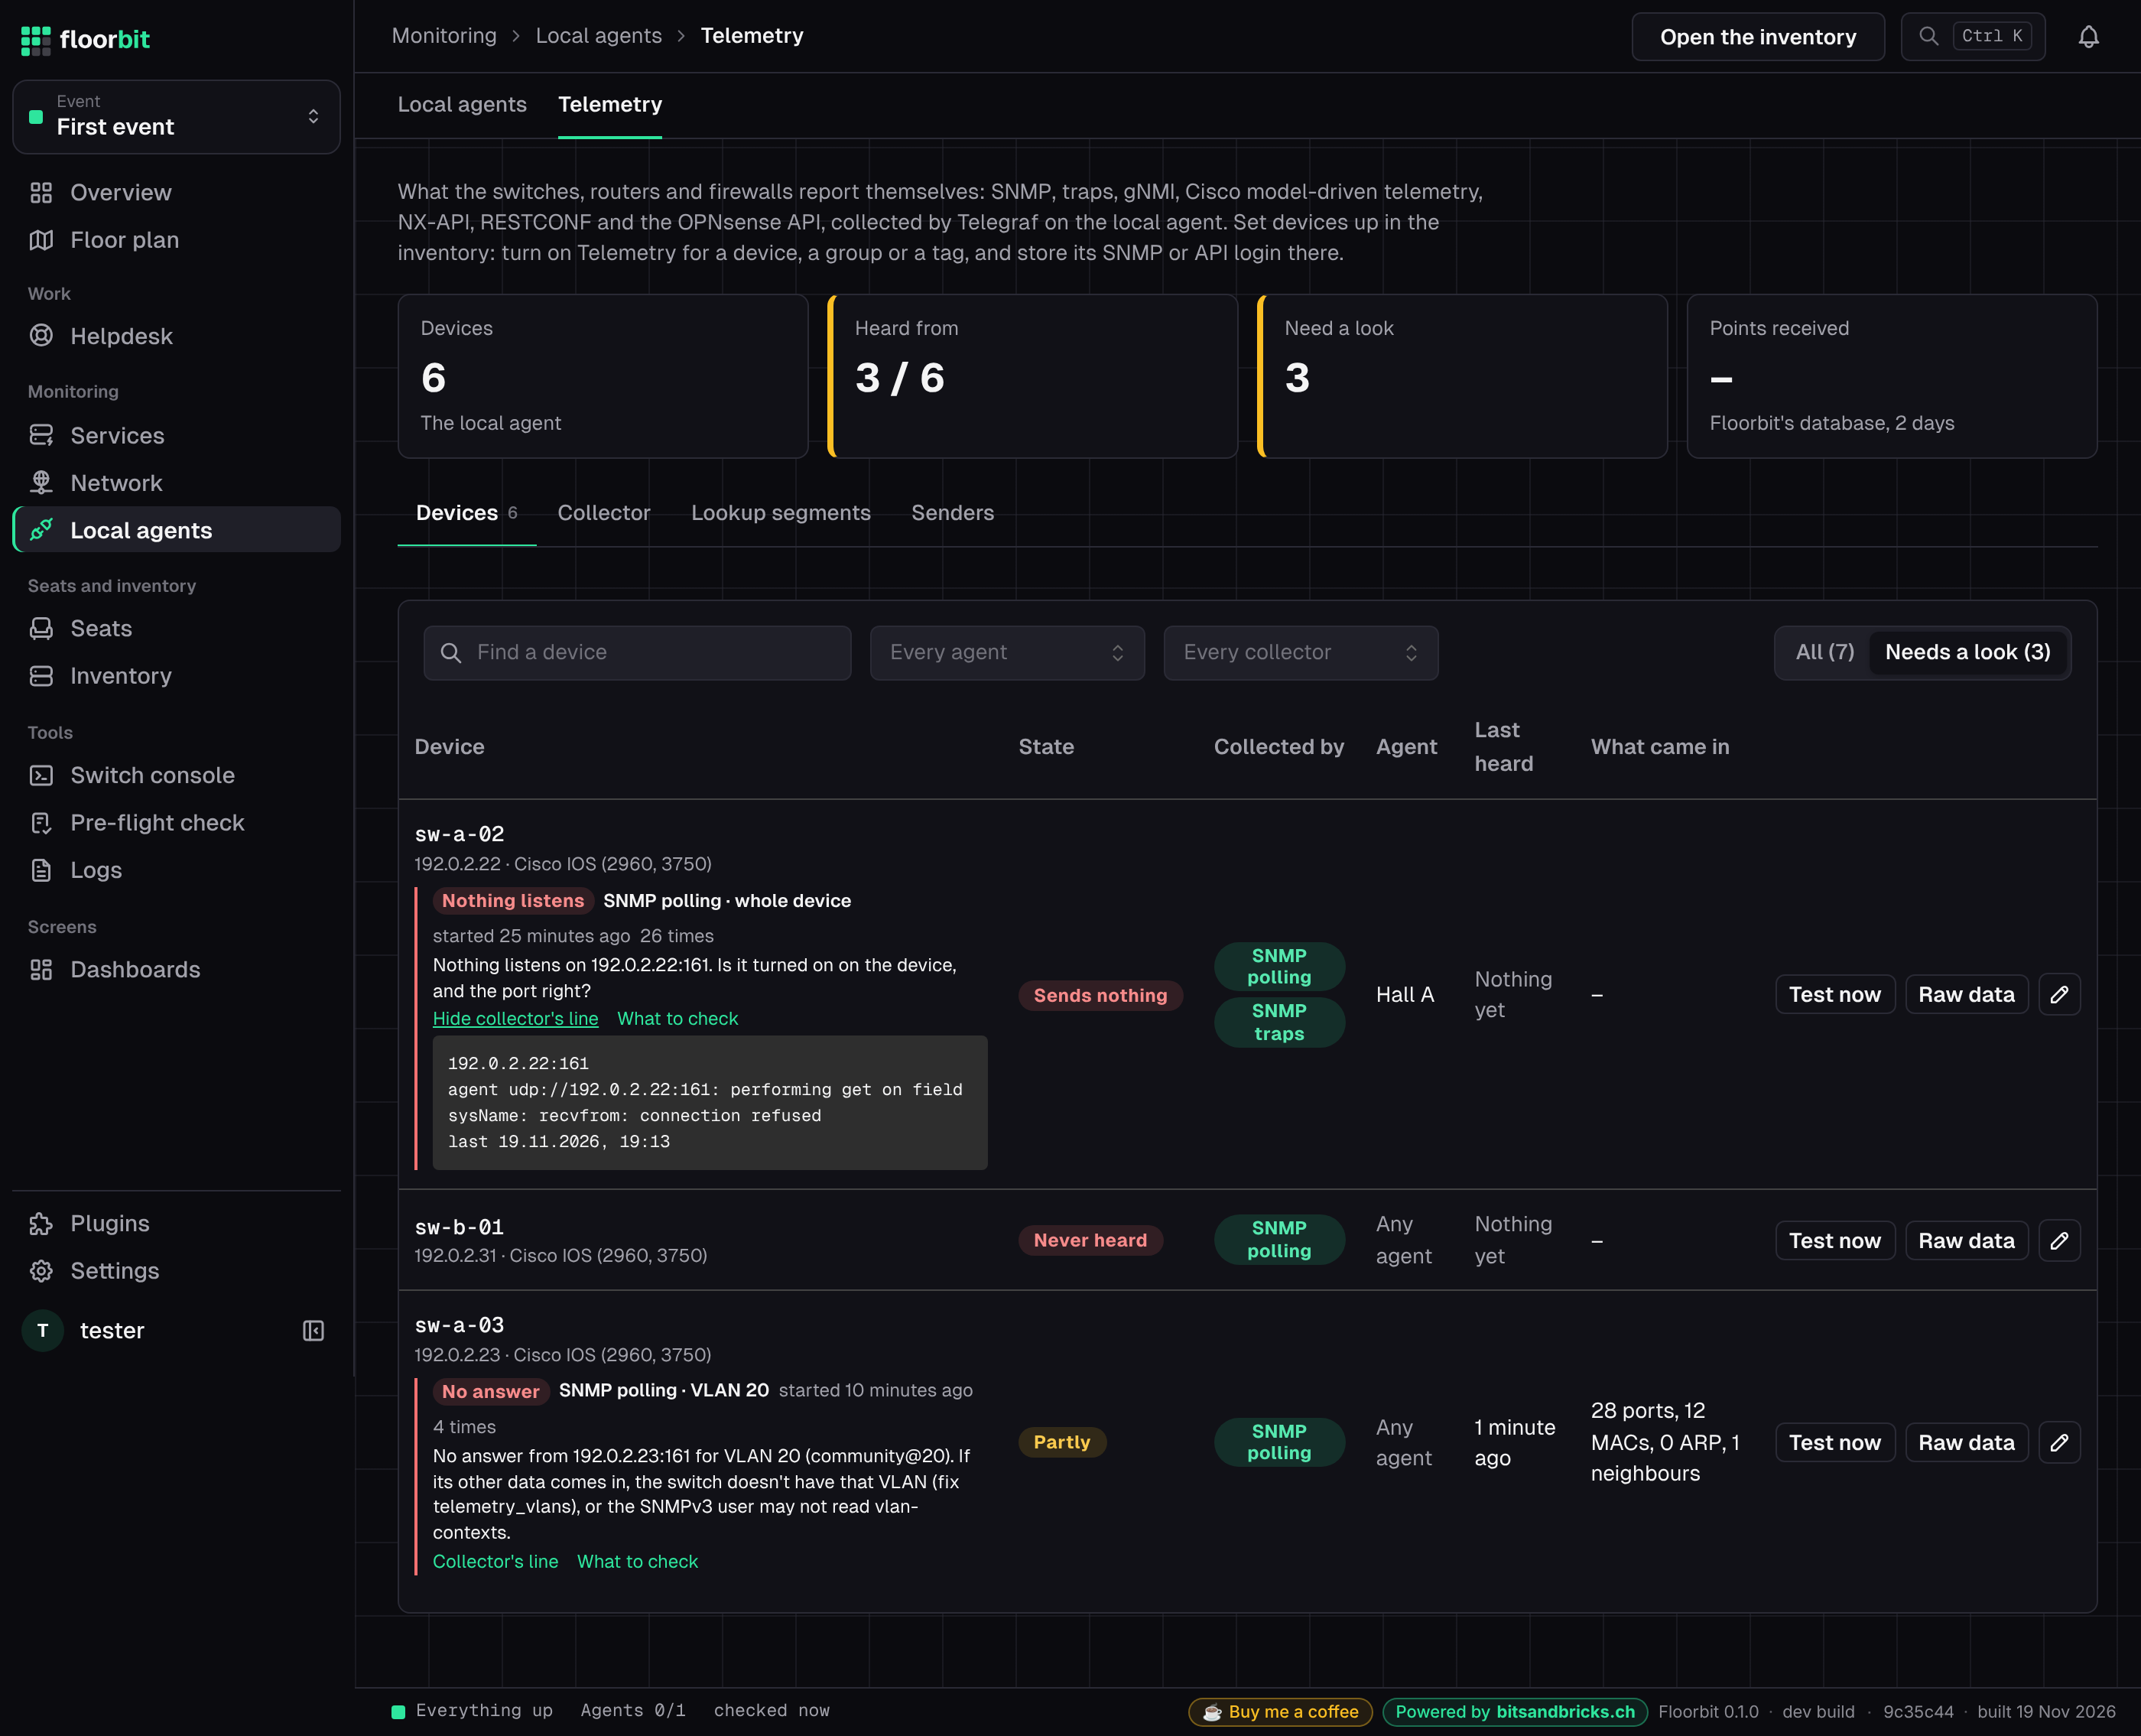 floorbit
Event
First event
Overview
Floor plan
Work
Helpdesk
Monitoring
Services
Network
Local agents
Seats and inventory
Seats
Inventory
Tools
Switch console
Pre-flight check
Logs
Screens
Dashboards
Plugins
Settings
T
tester
Monitoring > Local agents > Telemetry
Open the inventory
Ctrl K
Local agents Telemetry
What the switches, routers and firewalls report themselves: SNMP, traps, gNMI, Cisco model-driven telemetry,
NX-API, RESTCONF and the OPNsense API, collected by Telegraf on the local agent. Set devices up in the
inventory: turn on Telemetry for a device, a group or a tag, and store its SNMP or API login there.
Devices
6
The local agent
Heard from
3 / 6
Need a look
3
Points received
–
Floorbit's database, 2 days
Devices 6 Collector Lookup segments Senders
Find a device
Every agent
Every collector
All (7) Needs a look (3)
Device State Collected by Agent Last heard What came in
sw-a-02
192.0.2.22 · Cisco IOS (2960, 3750)
Nothing listens SNMP polling · whole device
started 25 minutes ago 26 times
Nothing listens on 192.0.2.22:161. Is it turned on on the device,
and the port right?
Hide collector's line What to check
192.0.2.22:161
agent udp://192.0.2.22:161: performing get on field
sysName: recvfrom: connection refused
last 19.11.2026, 19:13
Sends nothing
SNMP
polling
SNMP
traps
Hall A
Nothing
yet
–
Test now Raw data
sw-b-01
192.0.2.31 · Cisco IOS (2960, 3750)
Never heard
SNMP
polling
Any
agent
Nothing
yet
–
Test now Raw data
sw-a-03
192.0.2.23 · Cisco IOS (2960, 3750)
No answer SNMP polling · VLAN 20 started 10 minutes ago
4 times
No answer from 192.0.2.23:161 for VLAN 20 (community@20). If
its other data comes in, the switch doesn't have that VLAN (fix
telemetry_vlans), or the SNMPv3 user may not read vlan-
contexts.
Collector's line What to check
Partly
SNMP
polling
Any
agent
1 minute
ago
28 ports, 12
MACs, 0 ARP, 1
neighbours
Test now Raw data
Everything up Agents 0/1 checked now
Buy me a coffee
Powered by bitsandbricks.ch
Floorbit 0.1.0 · dev build · 9c35c44 · built 19 Nov 2026